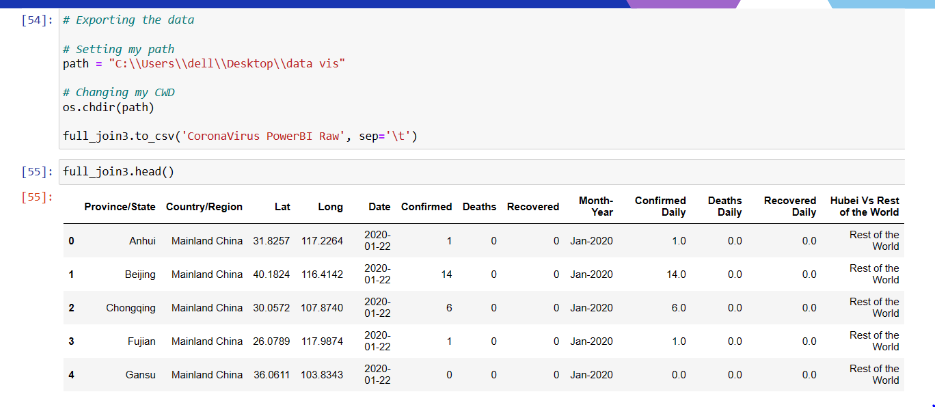 [54]: # Exporting the data
# Setting my path
path = "C:\\Users\\dell\\Desktop\\data vis"
# Changing my CWD
os.chdir(path)
full_join3.to_csv('CoronaVirus PowerBI Raw', sep='\t')
[55]: full_join3.head()
[55]:
Province/State Country/Region Lat Long Date Confirmed Deaths Recovered Month-Year Confirmed Daily Deaths Daily Recovered Daily Hubei Vs Rest of the World
0 Anhui Mainland China 31.8257 117.2264 2020-01-22 1 0 0 Jan-2020 1.0 0.0 0.0 Rest of the World
1 Beijing Mainland China 40.1824 116.4142 2020-01-22 14 0 0 Jan-2020 14.0 0.0 0.0 Rest of the World
2 Chongqing Mainland China 30.0572 107.8740 2020-01-22 6 0 0 Jan-2020 6.0 0.0 0.0 Rest of the World
3 Fujian Mainland China 26.0789 117.9874 2020-01-22 1 0 0 Jan-2020 1.0 0.0 0.0 Rest of the World
4 Gansu Mainland China 36.0611 103.8343 2020-01-22 0 0 0 Jan-2020 0.0 0.0 0.0 Rest of the World